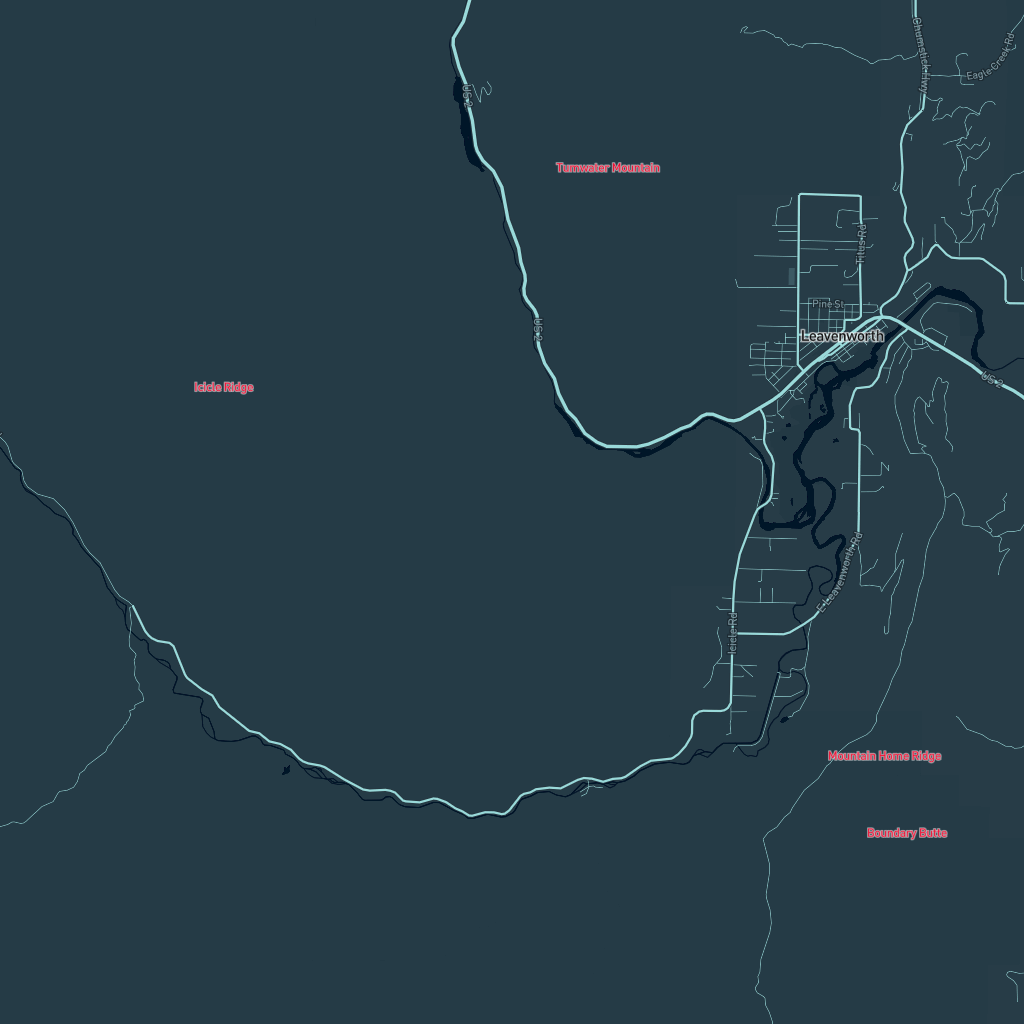 Chumstick Hwy
Eagle Creek Rd
US 2
Tumwater Mountain
Titus Rd
Pine St
US 2
Leavenworth
US 2
Icicle Ridge
E Leavenworth Rd
Icicle Rd
Mountain Home Ridge
Boundary Butte